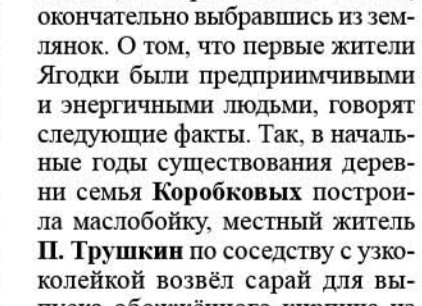 окончательно выбравшись из зем-
лянок. О том, что первые жители
Ягодки были предприимчивыми
и энергичными людьми, говорят
следующие факты. Так, в началь-
ные годы существования дерев-
ни семья Коробковых построи-
ла маслобойку, местный житель
П. Трушкин по соседству с узко-
колейкой возвёл сарай для вы-